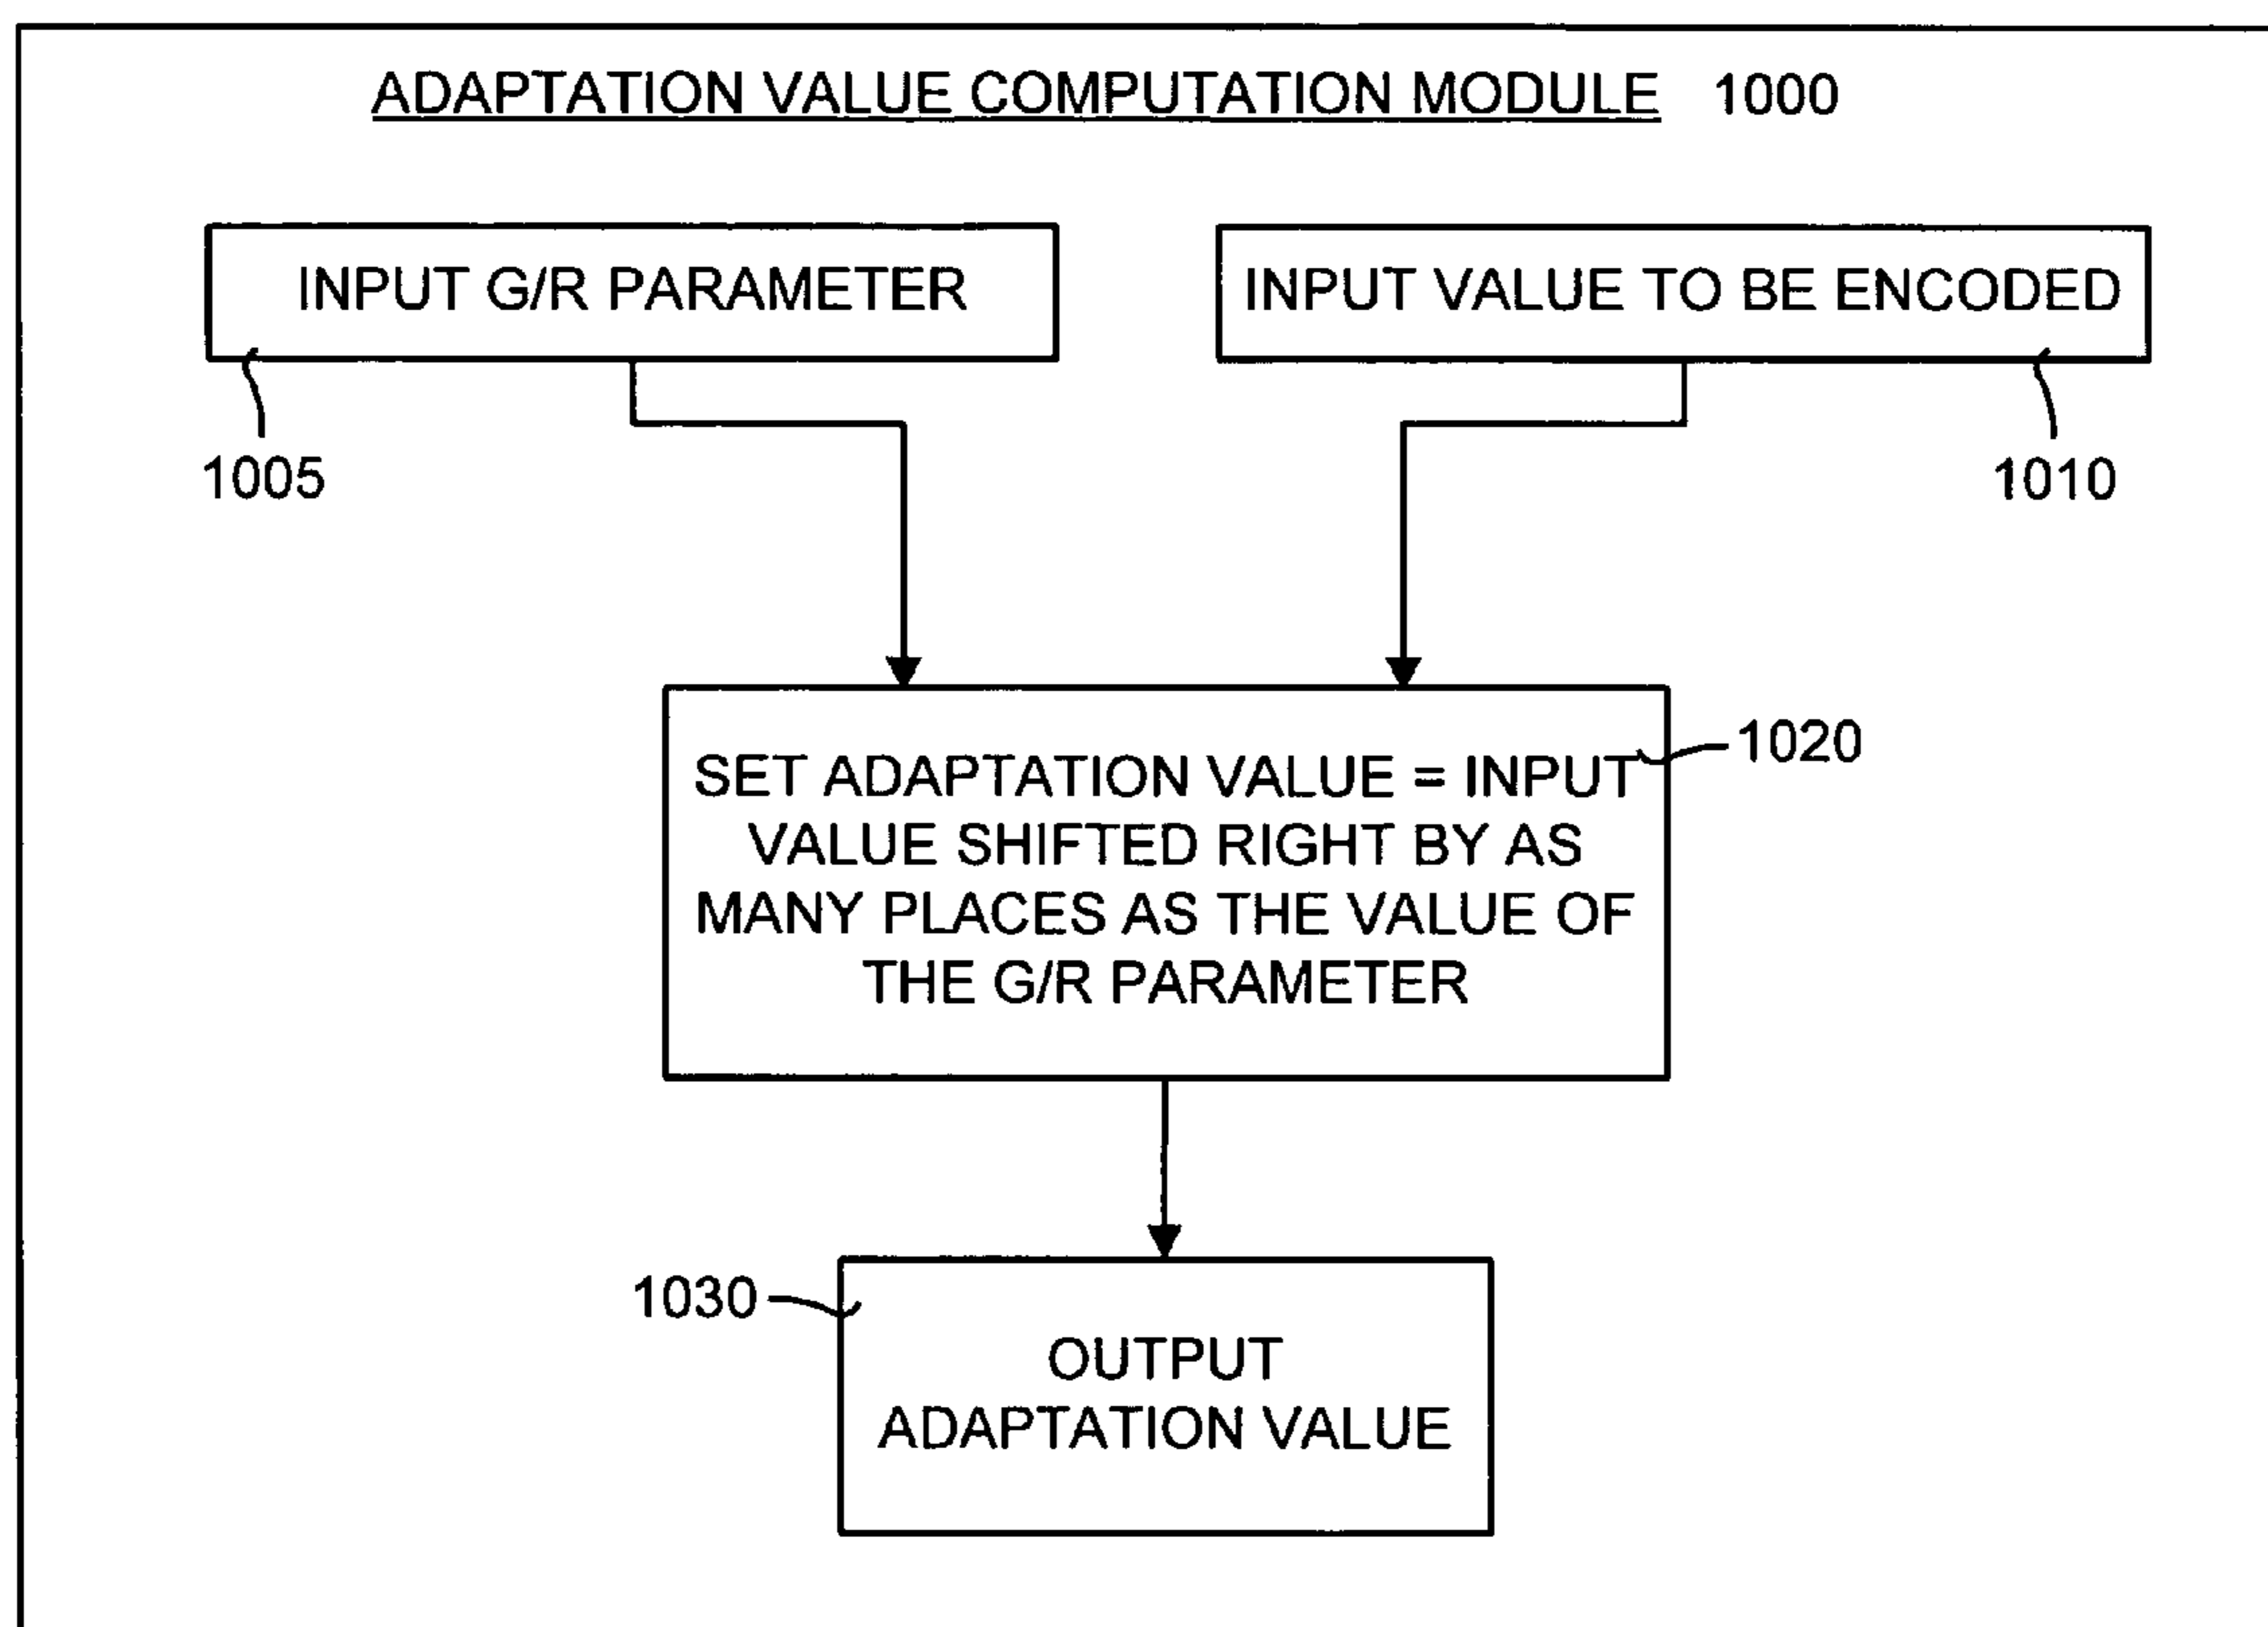 ADAPTATION VALUE COMPUTATION MODULE 1000
INPUT G/R PARAMETER
INPUT VALUE TO BE ENCODED
1005
1010
SET ADAPTATION VALUE = INPUT
VALUE SHIFTED RIGHT BY AS
MANY PLACES AS THE VALUE OF
THE G/R PARAMETER
1020
1030
OUTPUT
ADAPTATION VALUE